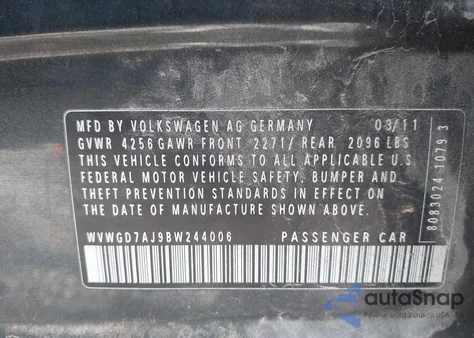 MFD BY VOLKSWAGEN AG GERMANY 03/11
GVWR 4256 GAWR FRONT 2271/ REAR 2096 LBS
THIS VEHICLE CONFORMS TO ALL APPLICABLE U.S.
FEDERAL MOTOR VEHICLE SAFETY, BUMPER AND
THEFT PREVENTION STANDARDS IN EFFECT ON
THE DATE OF MANUFACTURE SHOWN ABOVE.
WVWGD7AJ9BW244006 PASSENGER CAR
8083024 1079 3
autoSnap